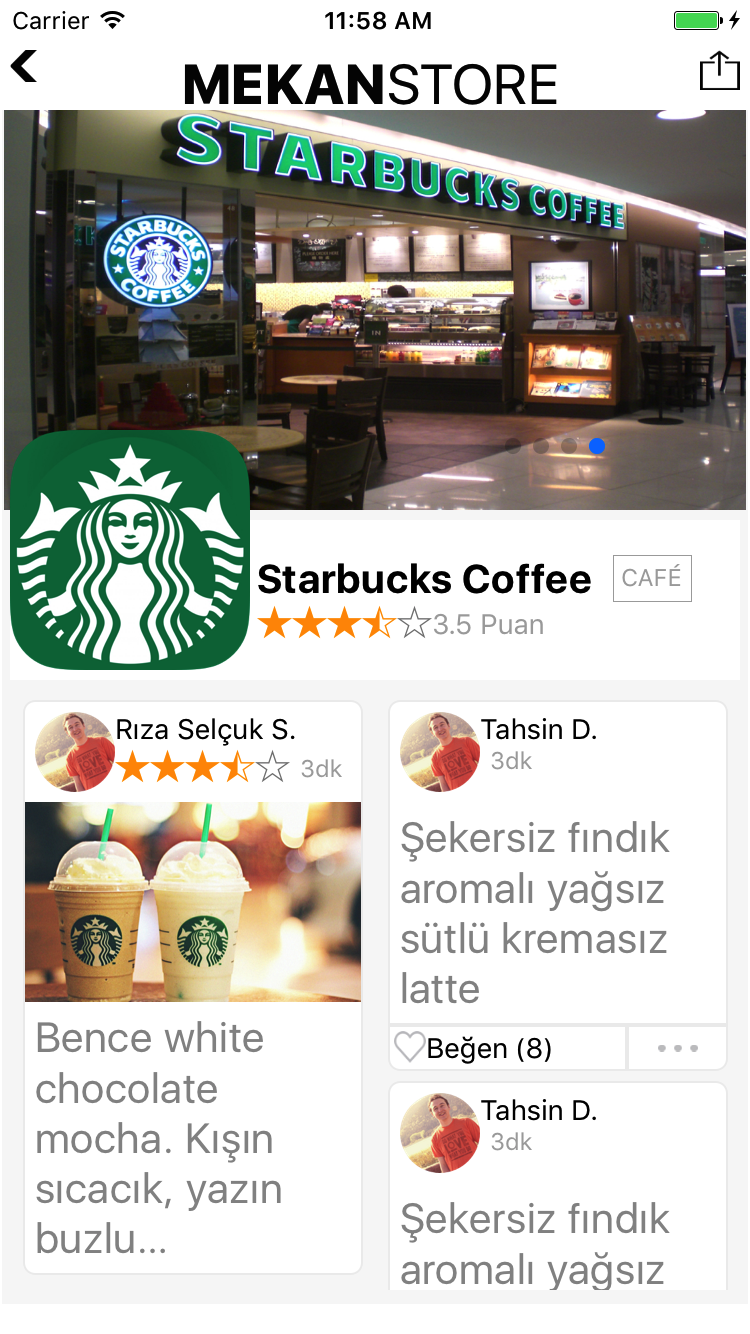 Carrier 11:58 AM
MEKANSTORE
STARBUCKS COFFEE
STARBUCKS
COFFEE
IN
Starbucks Coffee CAFÉ
3.5 Puan
Rıza Selçuk S.
3dk
Bence white
chocolate
mocha. Kışın
sıcacık, yazın
buzlu...
Tahsin D.
3dk
Şekersiz fındık
aromalı yağsız
sütlü kremasız
latte
Beğen (8)
Tahsin D.
3dk
Şekersiz fındık
aromalı yağsız